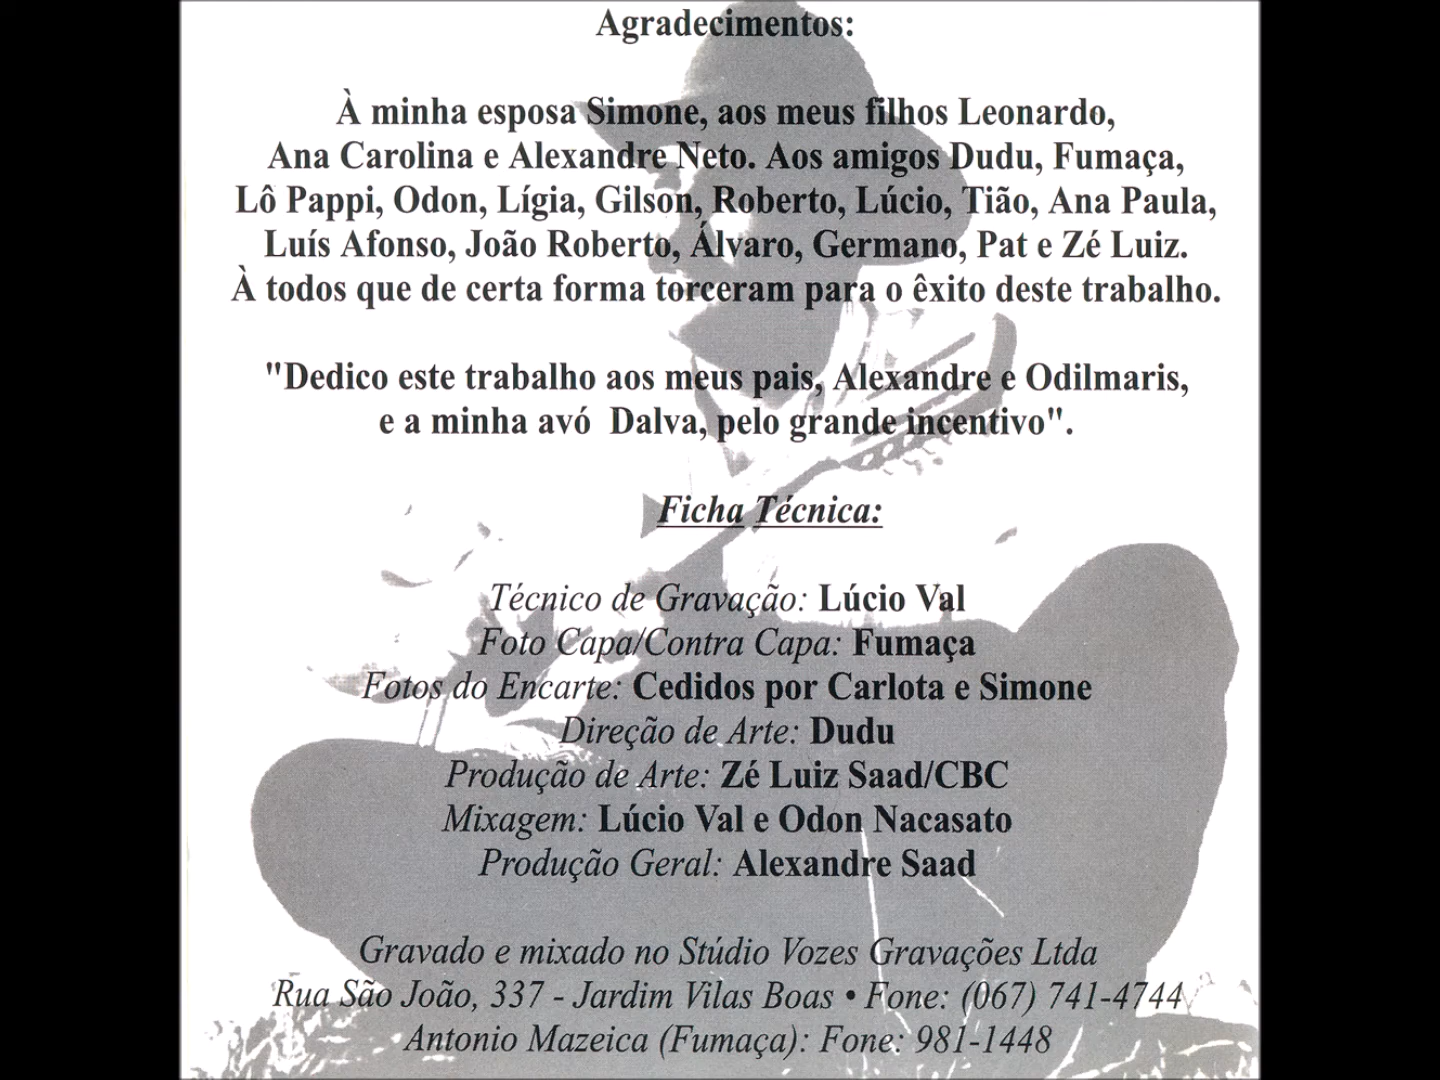 Agradecimentos:
À minha esposa Simone, aos meus filhos Leonardo,
Ana Carolina e Alexandre Neto. Aos amigos Dudu, Fumaça,
Lô Pappi, Odon, Lígia, Gilson, Roberto, Lúcio, Tião, Ana Paula,
Luís Afonso, João Roberto, Álvaro, Germano, Pat e Zé Luiz.
À todos que de certa forma torceram para o êxito deste trabalho.
"Dedico este trabalho aos meus pais, Alexandre e Odilmaris,
e a minha avó Dalva, pelo grande incentivo".
Ficha Técnica:
Técnico de Gravação: Lúcio Val
Foto Capa/Contra Capa: Fumaça
Fotos do Encarte: Cedidos por Carlota e Simone
Direção de Arte: Dudu
Produção de Arte: Zé Luiz Saad/CBC
Mixagem: Lúcio Val e Odon Nacasato
Produção Geral: Alexandre Saad
Gravado e mixado no Stúdio Vozes Gravações Ltda
Rua São João, 337 - Jardim Vilas Boas • Fone: (067) 741-4744
Antonio Mazeica (Fumaça): Fone: 981-1448